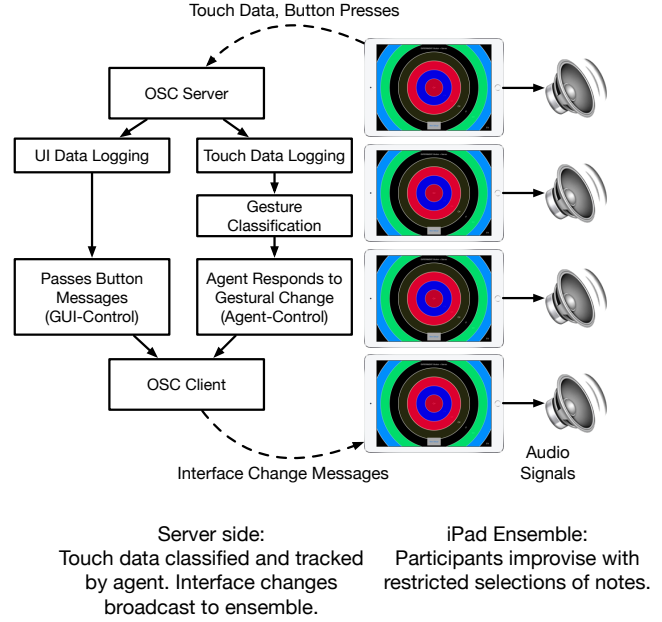 Touch Data, Button Presses
OSC Server
UI Data Logging
Touch Data Logging
Gesture
Classification
Passes Button
Messages
(GUI-Control)
Agent Responds to
Gestural Change
(Agent-Control)
OSC Client
Interface Change Messages
Audio
Signals
Server side:
Touch data classified and tracked
by agent. Interface changes
broadcast to ensemble.
iPad Ensemble:
Participants improvise with
restricted selections of notes.